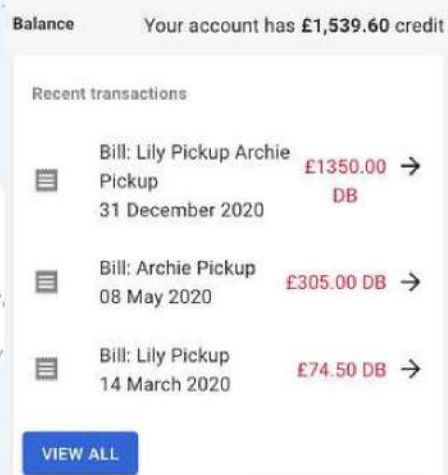 Balance Your account has £1,539.60 credit
Recent transactions
Bill: Lily Pickup Archie
Pickup
31 December 2020
£1350.00
DB
Bill: Archie Pickup
08 May 2020
£305.00 DB
Bill: Lily Pickup
14 March 2020
£74.50 DB
VIEW ALL